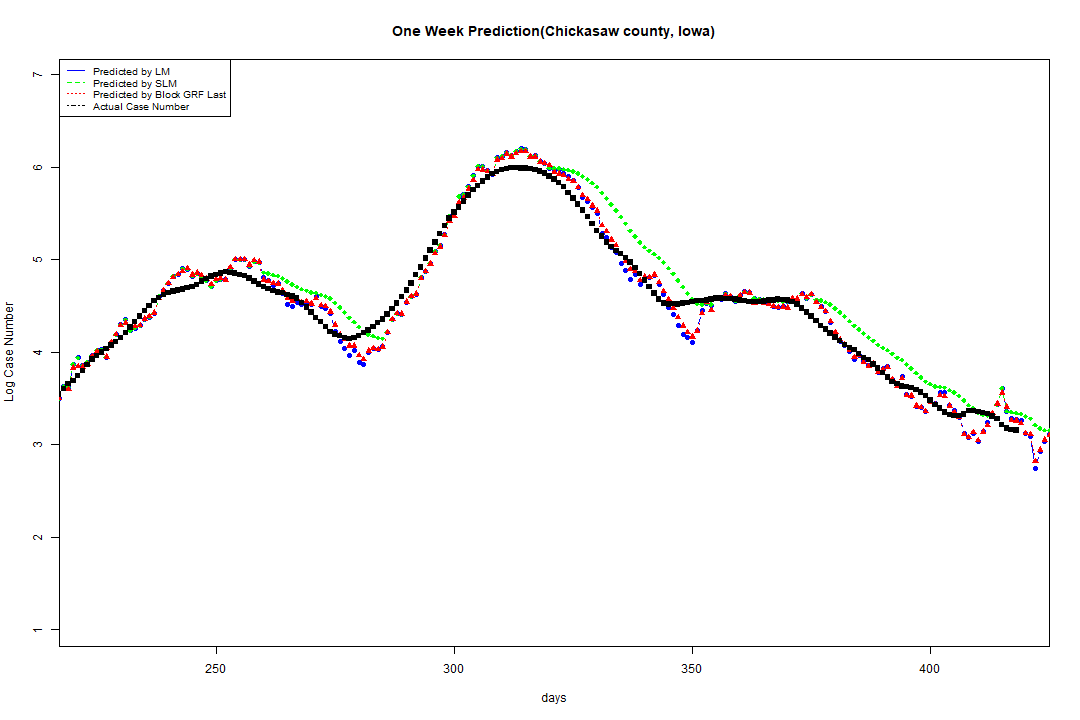 One Week Prediction(Chickasaw county, Iowa)
Predicted by LM
Predicted by SLM
Predicted by Block GRF Last
Actual Case Number
7
6
5
4
3
2
1
Log Case Number
250 300 350 400
days